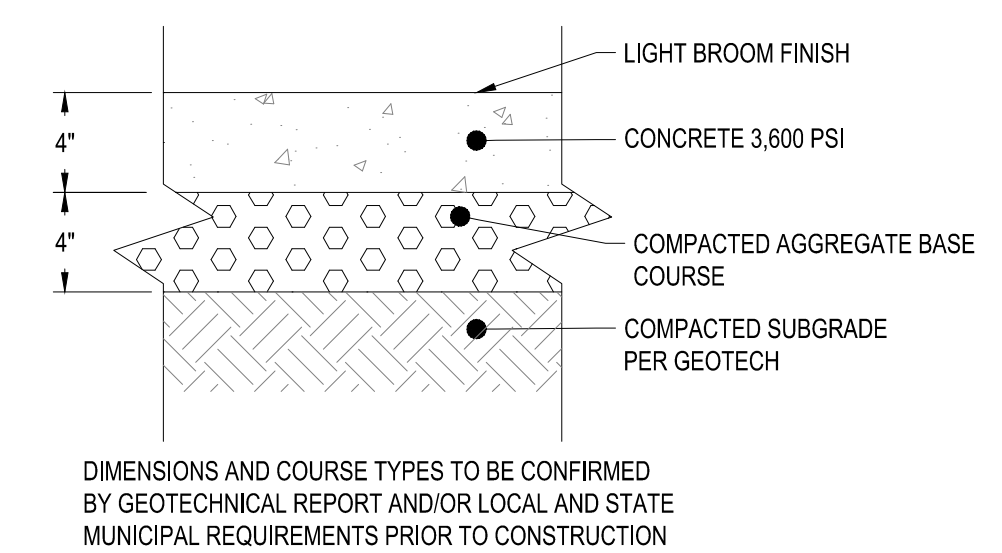 LIGHT BROOM FINISH
4"
CONCRETE 3,600 PSI
4"
COMPACTED AGGREGATE BASE
COURSE
COMPACTED SUBGRADE
PER GEOTECH
DIMENSIONS AND COURSE TYPES TO BE CONFIRMED
BY GEOTECHNICAL REPORT AND/OR LOCAL AND STATE
MUNICIPAL REQUIREMENTS PRIOR TO CONSTRUCTION